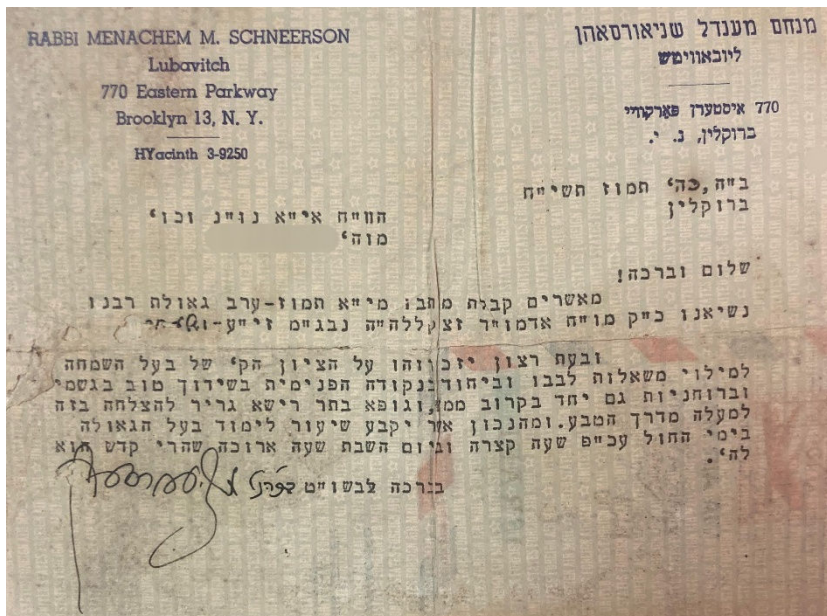 RABBI MENACHEM M. SCHNEERSON
Lubavitch
770 Eastern Parkway
Brooklyn 13, N. Y.
HYacinth 3-9250
מנחם מענדל שניאורסאהן
ליובאוויטש
770 איסטערן פארקוויי
ברוקלין, נ. י.
ב"ה, כה' תמוז תשי"ח
ברוקלין
הוו"ח אי"א נו"נ וכו'
מוה'
שלום וברכה!
מאשרים קבלת מכתבו מי"א תמוז-ערב גאולת רבנו
נשיאנו כ"ק מו"ח אדמו"ר זצוקללה"ה נבג"מ זי"ע
ובעת רצון יזכירוהו על הציון הק' של בעל השמחה
למילוי משאלות לבבו וביחוד בנקודה הפנימית בשידוך טוב בגשמי
וברוחניות גם יחד בקרוב ממש, וגופא בתר רישא גריר להצלחה בזה
למעלה מדרך הטבע. ומהנכון אשר יקבע שיעור לימוד בעל הגאולה
בימי החול עכ"פ שעה קצרה וביום השבת שעה ארוכה שהרי קדש הוא
לה'.
בברכה לבשו"ט